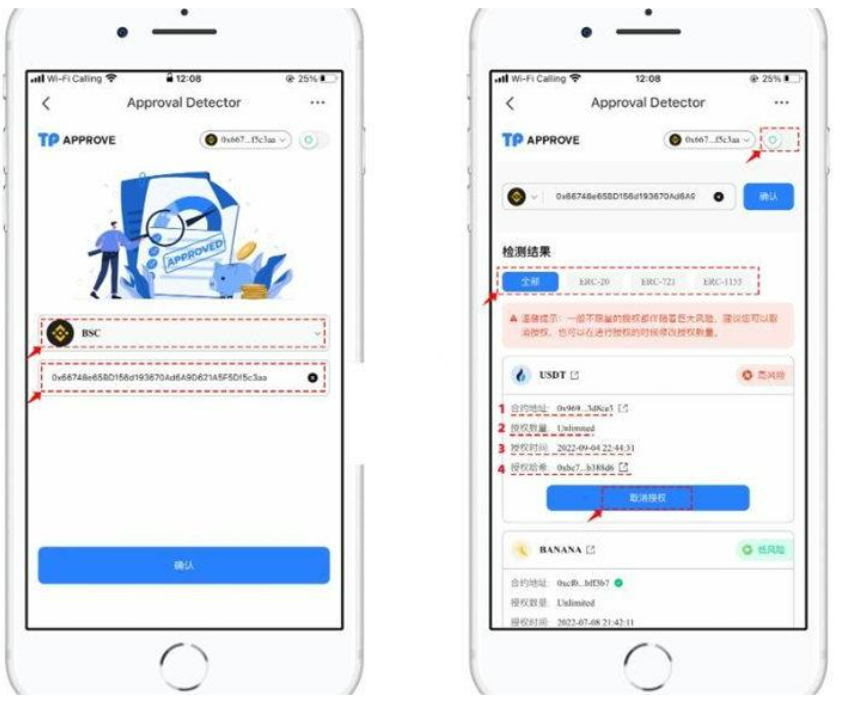 Wi-Fi Calling
12:08
25%
Approval Detector
TP APPROVE
0x667...f5c3aa
APPROVED
BSC
0x66748e658D156d193670Ad6A9D621A5F5Df5c3aa
确认
Wi-Fi Calling
12:08
25%
Approval Detector
TP APPROVE
0x667...f5c3aa
0x66748e658D156d193670Ad6A9
确认
检测结果
全部 ERC-20 ERC-721 ERC-1155
温馨提示：一般不限量的授权都伴随着巨大风险，建议您可以取
消授权，也可以在进行授权的时候修改授权数量。
USDT
高风险
1 合约地址: 0x969...3d8ca5
2 授权数量: Unlimited
3 授权时间: 2022-09-04 22:44:31
4 授权哈希: 0xbc7...b388d6
取消授权
BANANA
低风险
合约地址: 0xcf0...bff3b7
授权数量: Unlimited
授权时间: 2022-07-08 21:42:11